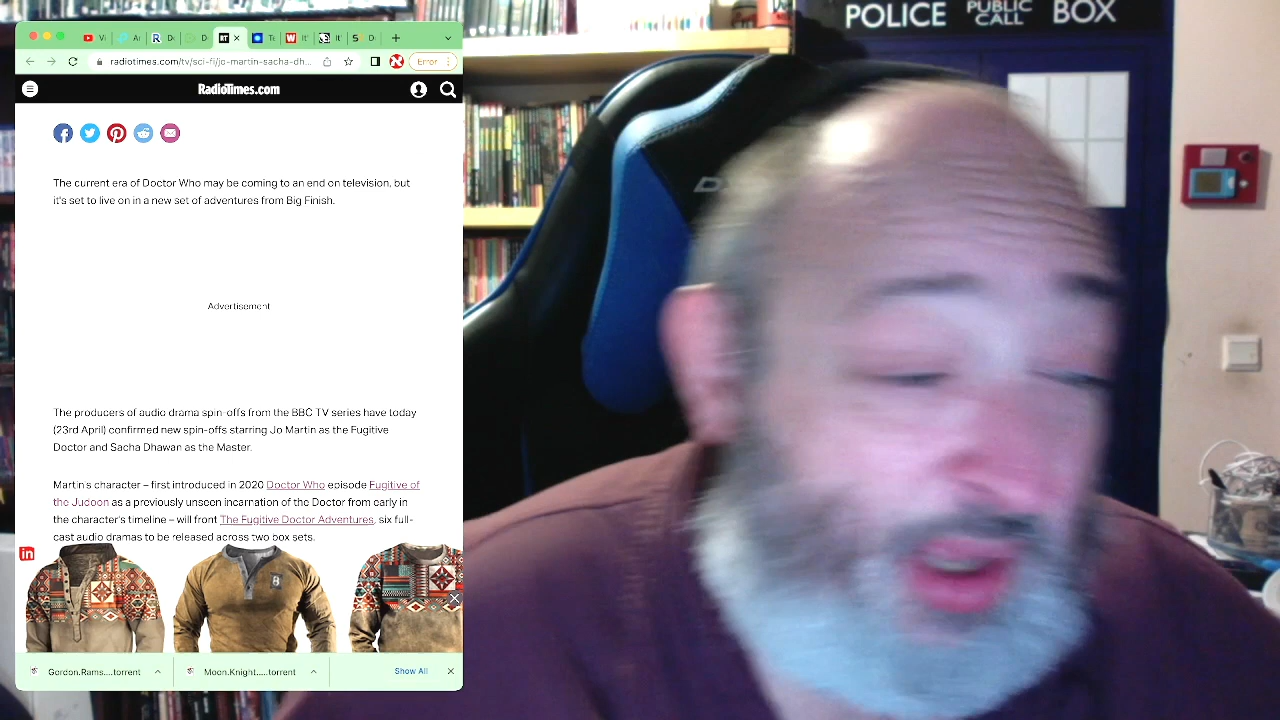 POLICE PUBLIC CALL BOX
radiotimes.com/tv/sci-fi/jo-martin-sacha-dh...
Error
RadioTimes.com
The current era of Doctor Who may be coming to an end on television, but
it's set to live on in a new set of adventures from Big Finish.
Advertisement
The producers of audio drama spin-offs from the BBC TV series have today
(23rd April) confirmed new spin-offs starring Jo Martin as the Fugitive
Doctor and Sacha Dhawan as the Master.
Martin's character – first introduced in 2020 Doctor Who episode Fugitive of
the Judoon as a previously unseen incarnation of the Doctor from early in
the character's timeline – will front The Fugitive Doctor Adventures, six full-
cast audio dramas to be released across two box sets.
in
Gordon.Rams....torrent
Moon.Knight.....torrent
Show All